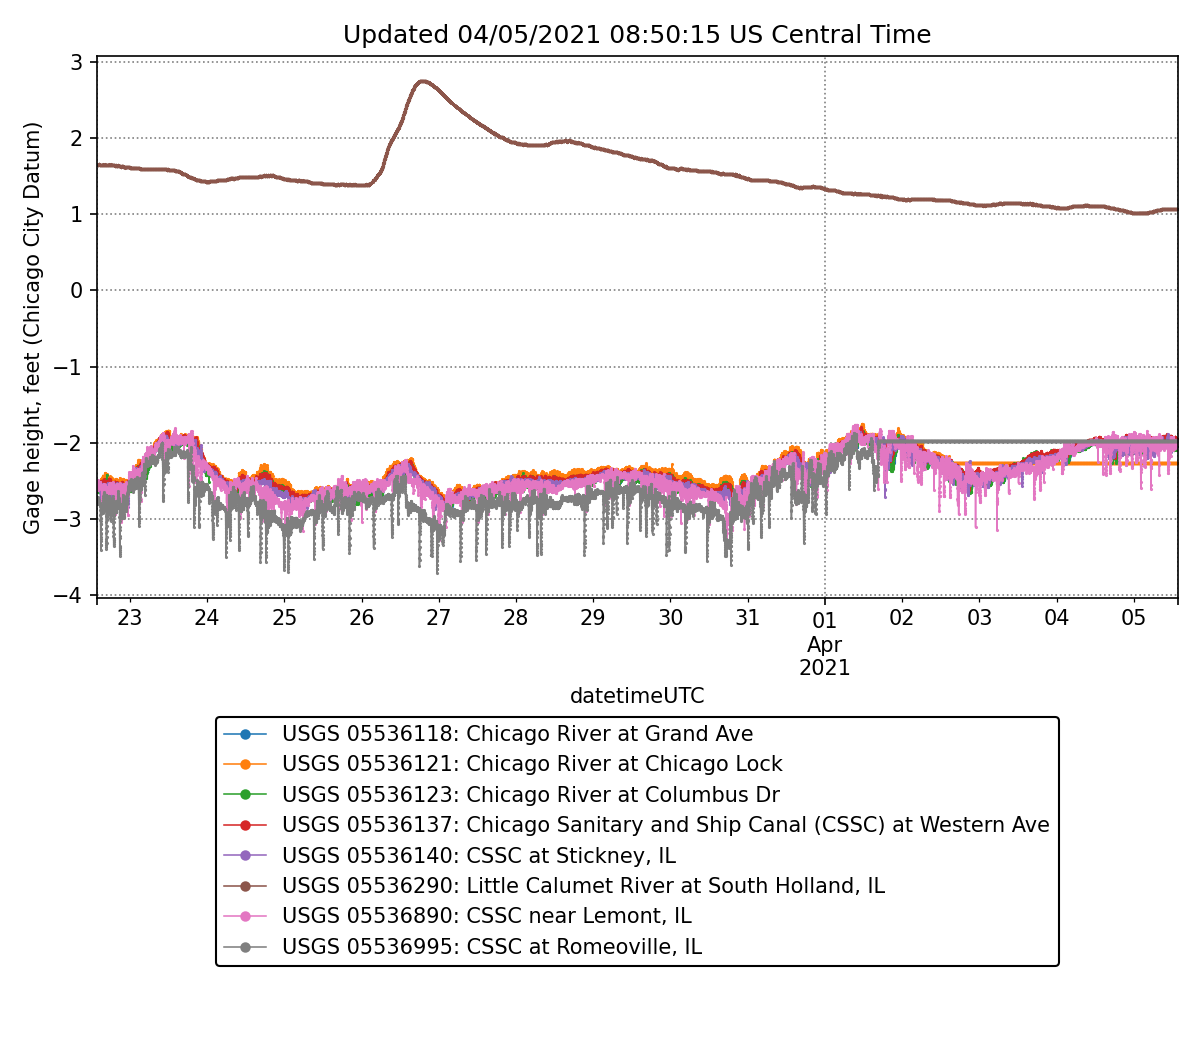 Updated 04/05/2021 08:50:15 US Central Time
Gage height, feet (Chicago City Datum)
3
2
1
0
−1
−2
−3
−4
23 24 25 26 27 28 29 30 31 01 02 03 04 05
Apr
2021
datetimeUTC
USGS 05536118: Chicago River at Grand Ave
USGS 05536121: Chicago River at Chicago Lock
USGS 05536123: Chicago River at Columbus Dr
USGS 05536137: Chicago Sanitary and Ship Canal (CSSC) at Western Ave
USGS 05536140: CSSC at Stickney, IL
USGS 05536290: Little Calumet River at South Holland, IL
USGS 05536890: CSSC near Lemont, IL
USGS 05536995: CSSC at Romeoville, IL